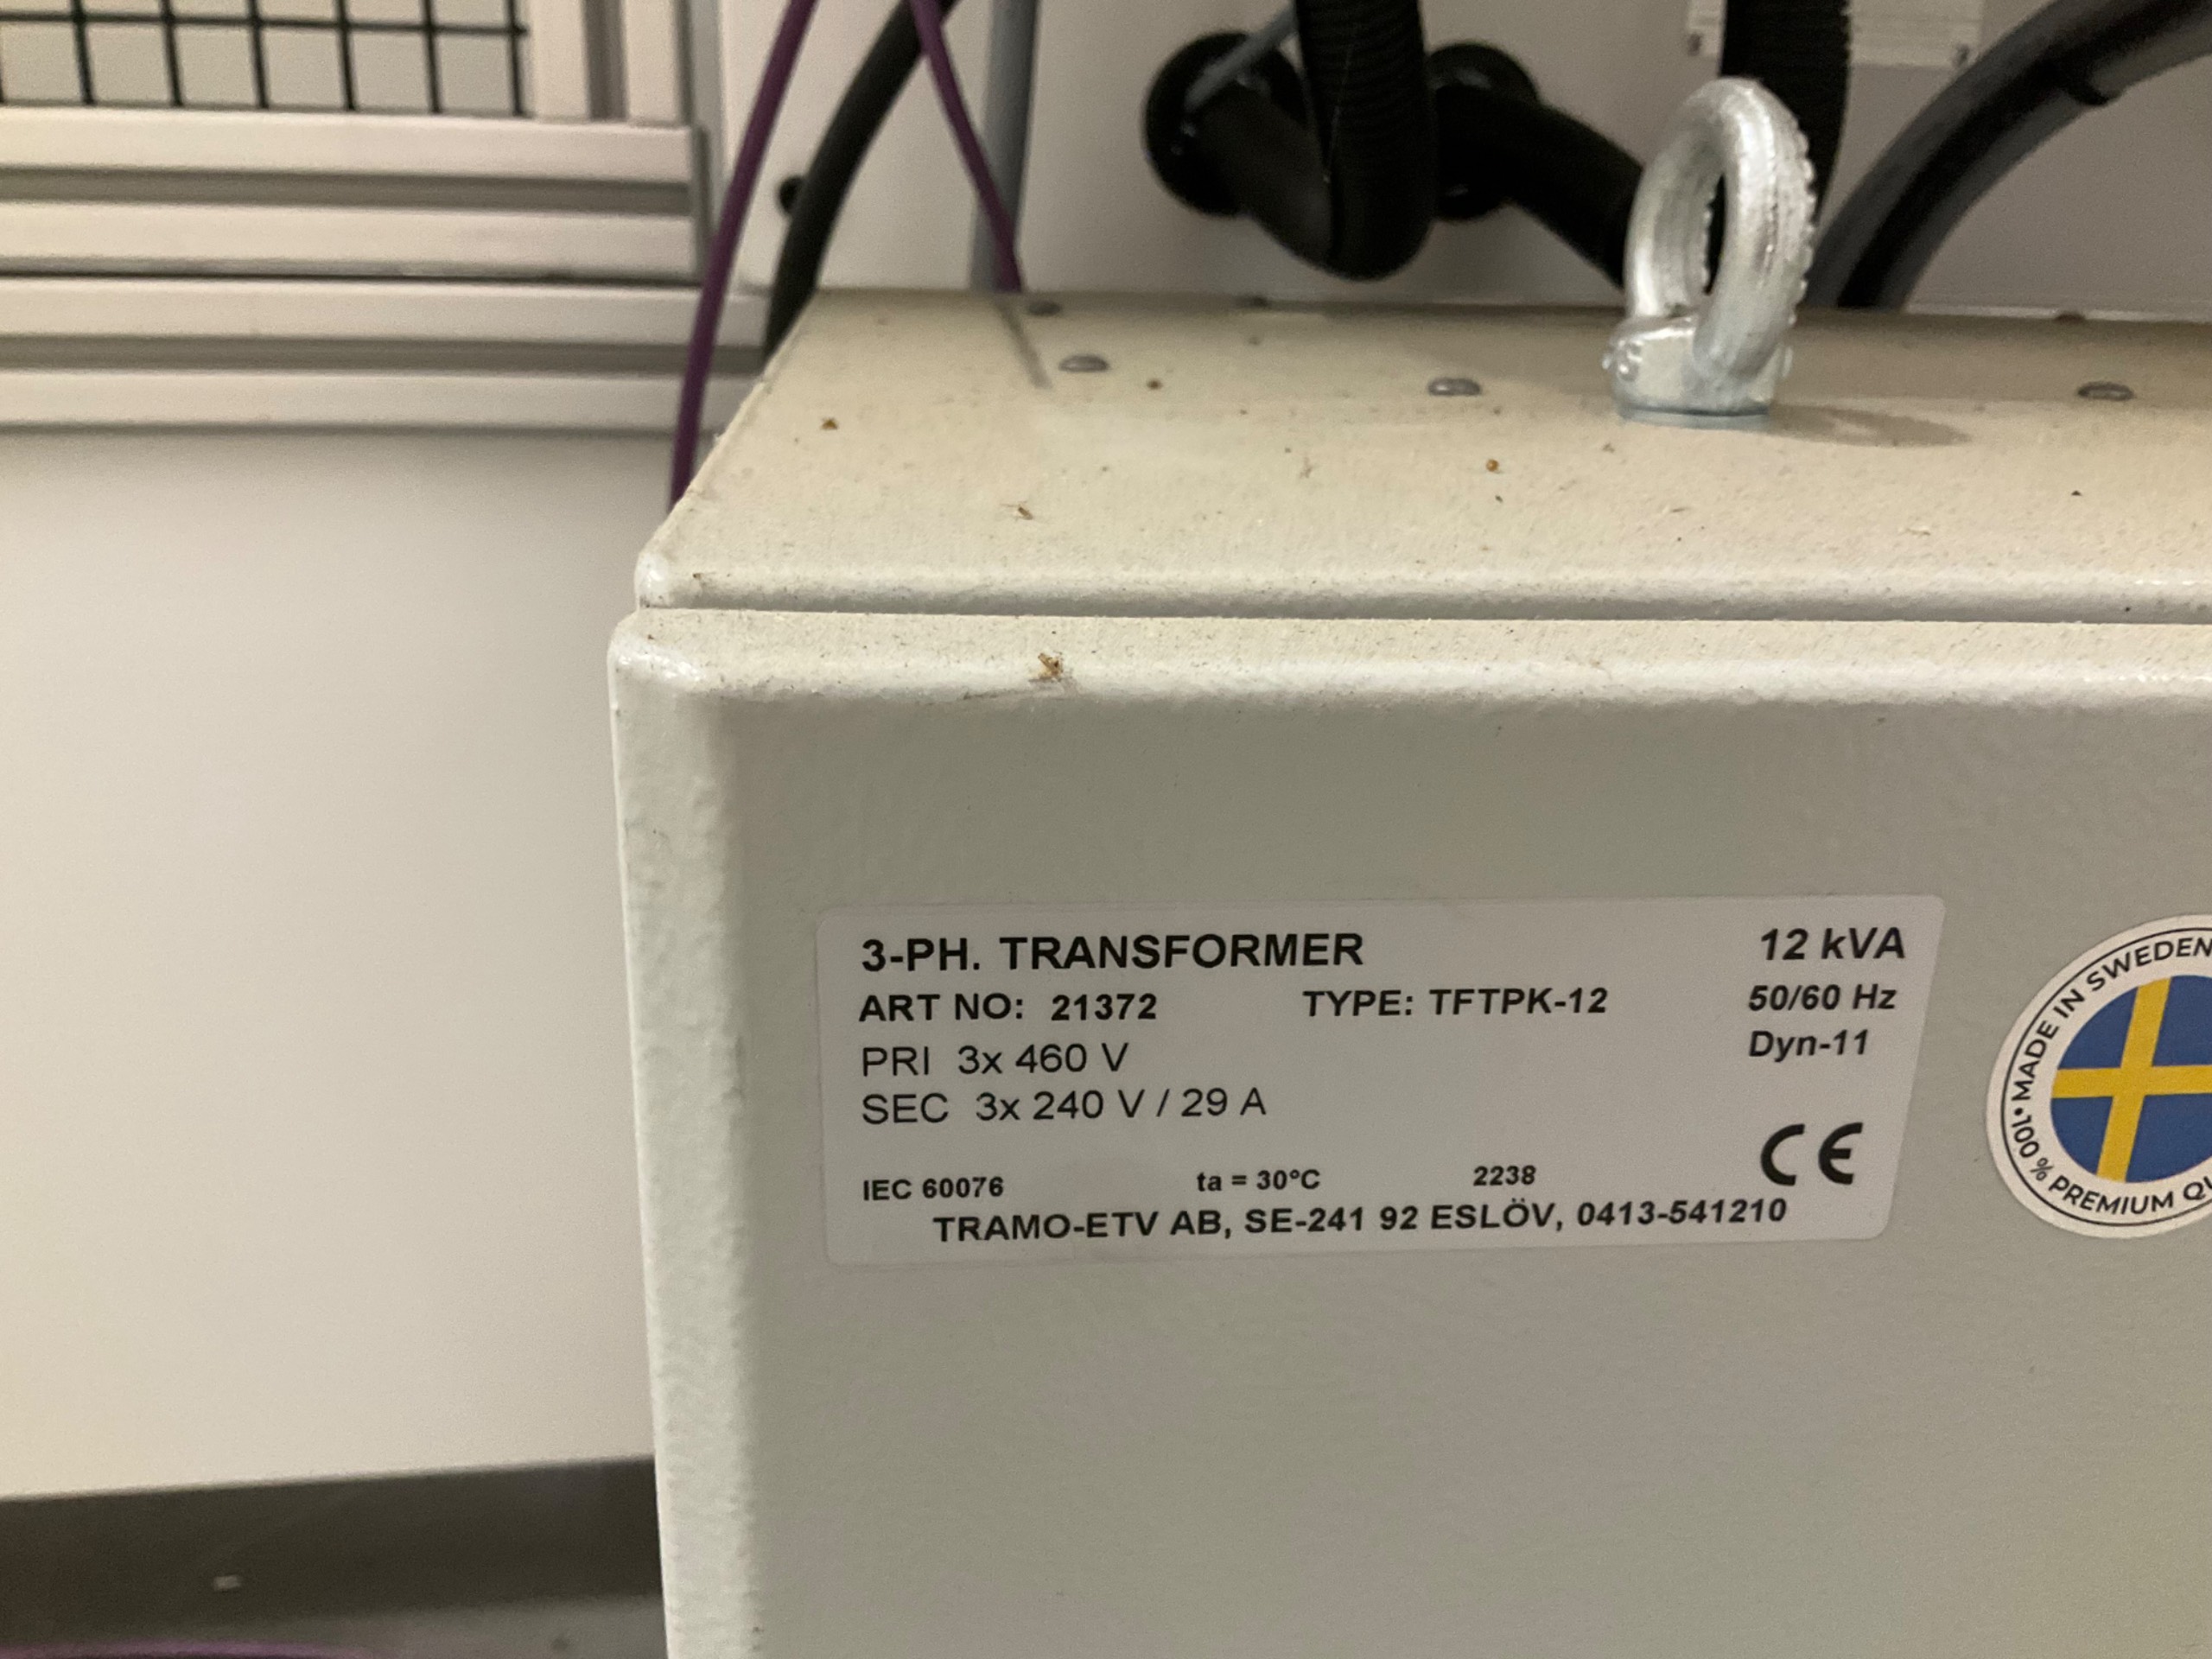 3-PH. TRANSFORMER 12 kVA
ART NO: 21372 TYPE: TFTPK-12 50/60 Hz
PRI 3x 460 V Dyn-11
SEC 3x 240 V / 29 A
CE
IEC 60076 ta = 30°C 2238
TRAMO-ETV AB, SE-241 92 ESLÖV, 0413-541210
• MADE IN SWEDEN
100% PREMIUM